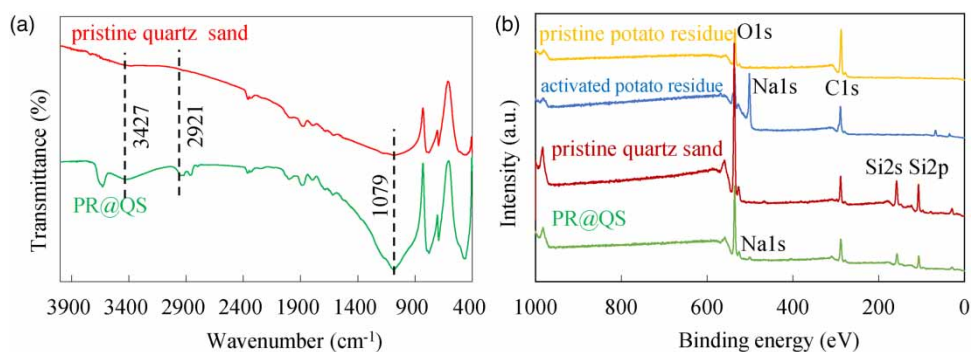 (a)
pristine quartz sand
3427
2921
1079
PR@QS
Transmittance (%)
3900 3400 2900 2400 1900 1400 900 400
Wavenumber (cm-1)
(b)
pristine potato residue
O1s
activated potato residue
Na1s
C1s
pristine quartz sand
Si2s Si2p
PR@QS
Na1s
Intensity (a.u.)
1000 800 600 400 200 0
Binding energy (eV)